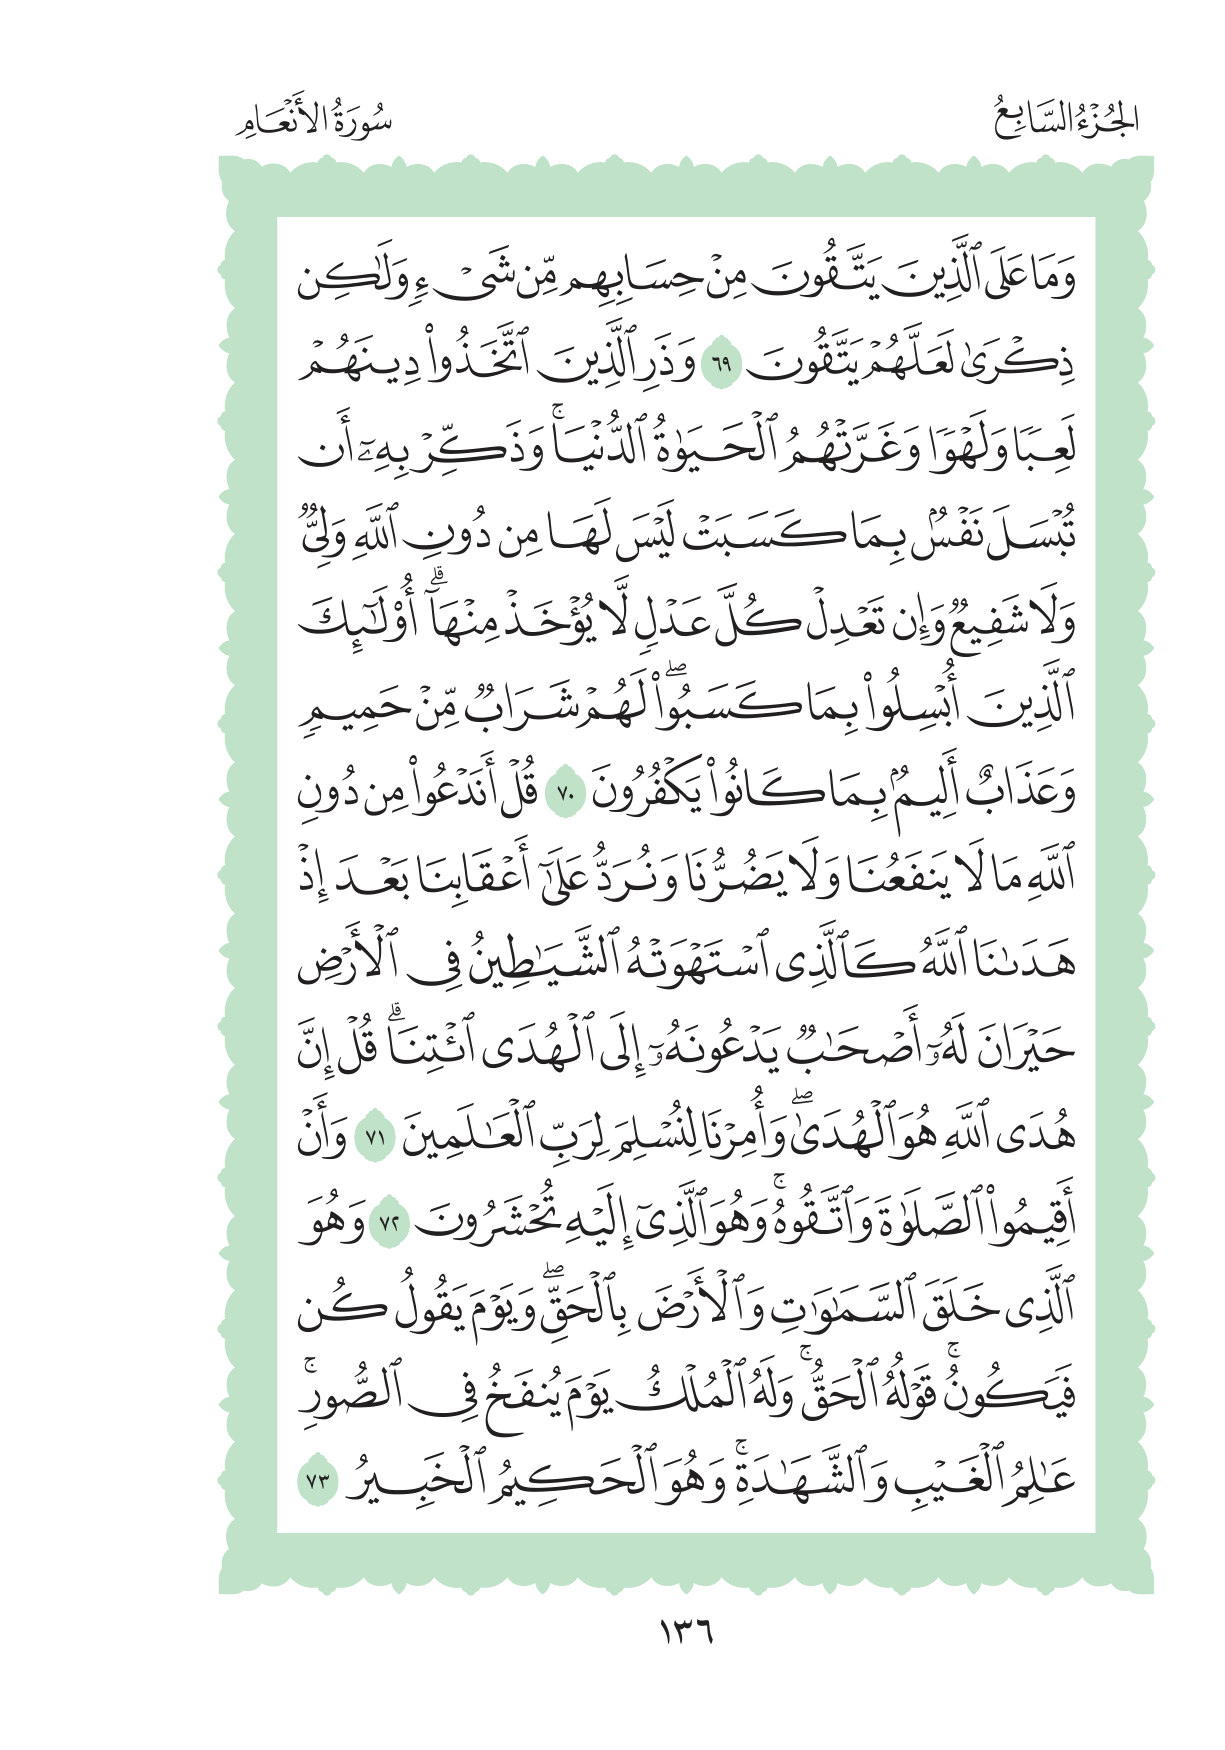 الجُزْءُ السَّابِعُ
سُورَةُ الأَنْعَامِ
وَمَا عَلَى ٱلَّذِينَ يَتَّقُونَ مِنْ حِسَابِهِم مِّن شَىْءٍ وَلَٰكِن
ذِكْرَىٰ لَعَلَّهُمْ يَتَّقُونَ ٦٩ وَذَرِ ٱلَّذِينَ ٱتَّخَذُوا۟ دِينَهُمْ
لَعِبًا وَلَهْوًا وَغَرَّتْهُمُ ٱلْحَيَوٰةُ ٱلدُّنْيَا ۚ وَذَكِّرْ بِهِۦٓ أَن
تُبْسَلَ نَفْسٌۢ بِمَا كَسَبَتْ لَيْسَ لَهَا مِن دُونِ ٱللَّهِ وَلِىٌّ
وَلَا شَفِيعٌ وَإِن تَعْدِلْ كُلَّ عَدْلٍ لَّا يُؤْخَذْ مِنْهَآ ۗ أُو۟لَٰٓئِكَ
ٱلَّذِينَ أُبْسِلُوا۟ بِمَا كَسَبُوا۟ ۖ لَهُمْ شَرَابٌ مِّنْ حَمِيمٍ
وَعَذَابٌ أَلِيمٌۢ بِمَا كَانُوا۟ يَكْفُرُونَ ٧٠ قُلْ أَنَدْعُوا۟ مِن دُونِ
ٱللَّهِ مَا لَا يَنفَعُنَا وَلَا يَضُرُّنَا وَنُرَدُّ عَلَىٰٓ أَعْقَابِنَا بَعْدَ إِذْ
هَدَىٰنَا ٱللَّهُ كَٱلَّذِى ٱسْتَهْوَتْهُ ٱلشَّيَٰطِينُ فِى ٱلْأَرْضِ
حَيْرَانَ لَهُۥٓ أَصْحَٰبٌ يَدْعُونَهُۥٓ إِلَى ٱلْهُدَى ٱئْتِنَا ۗ قُلْ إِنَّ
هُدَى ٱللَّهِ هُوَ ٱلْهُدَىٰ ۖ وَأُمِرْنَا لِنُسْلِمَ لِرَبِّ ٱلْعَٰلَمِينَ ٧١ وَأَنْ
أَقِيمُوا۟ ٱلصَّلَوٰةَ وَٱتَّقُوهُ ۚ وَهُوَ ٱلَّذِىٓ إِلَيْهِ تُحْشَرُونَ ٧٢ وَهُوَ
ٱلَّذِى خَلَقَ ٱلسَّمَٰوَٰتِ وَٱلْأَرْضَ بِٱلْحَقِّ ۖ وَيَوْمَ يَقُولُ كُن
فَيَكُونُ ۚ قَوْلُهُ ٱلْحَقُّ ۚ وَلَهُ ٱلْمُلْكُ يَوْمَ يُنفَخُ فِى ٱلصُّورِ ۚ
عَٰلِمُ ٱلْغَيْبِ وَٱلشَّهَٰدَةِ ۚ وَهُوَ ٱلْحَكِيمُ ٱلْخَبِيرُ ٧٣
١٣٦